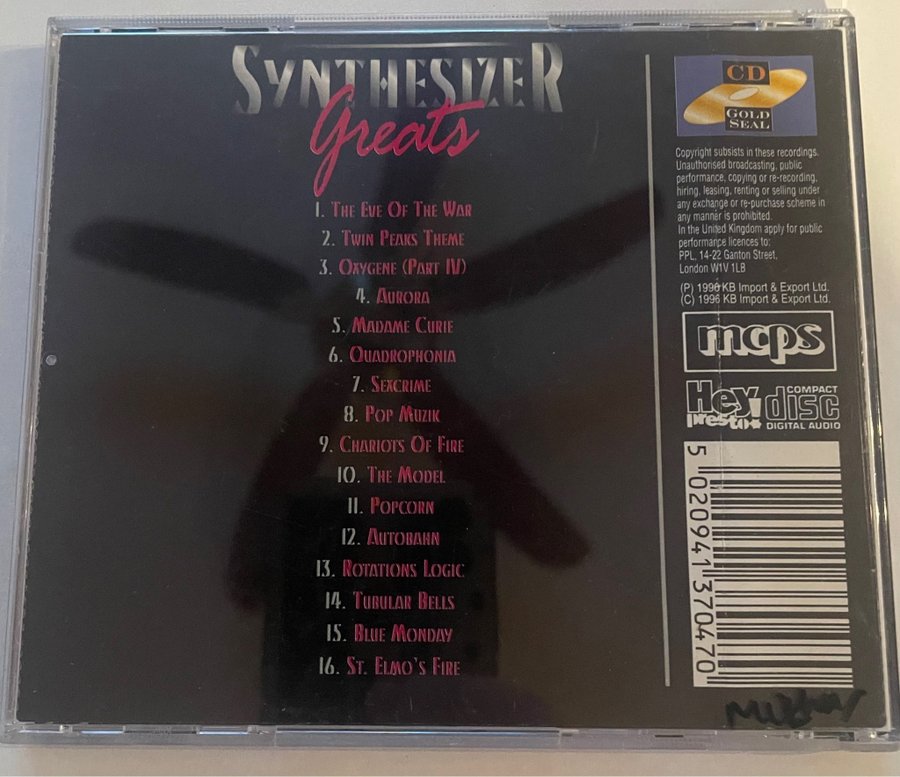 SYNTHESIZER
Greats
1. THE EVE OF THE WAR
2. TWIN PEAKS THEME
3. OXYGENE (PART IV)
4. AURORA
5. MADAME CURIE
6. QUADROPHONIA
7. SEXCRIME
8. POP MUZIK
9. CHARIOTS OF FIRE
10. THE MODEL
11. POPCORN
12. AUTOBAHN
13. ROTATIONS LOGIC
14. TUBULAR BELLS
15. BLUE MONDAY
16. ST. ELMO'S FIRE
CD
GOLD
SEAL
Copyright subsists in these recordings.
Unauthorised broadcasting, public
performance, copying or re-recording,
hiring, leasing, renting or selling under
any exchange or re-purchase scheme in
any manner is prohibited.
In the United Kingdom apply for public
performance licences to:
PPL, 14-22 Ganton Street,
London W1V 1LB
(P) 1996 KB Import & Export Ltd.
(C) 1996 KB Import & Export Ltd.
mcps
Hey
presto!
COMPACT
disc
DIGITAL AUDIO
5 020941 370470